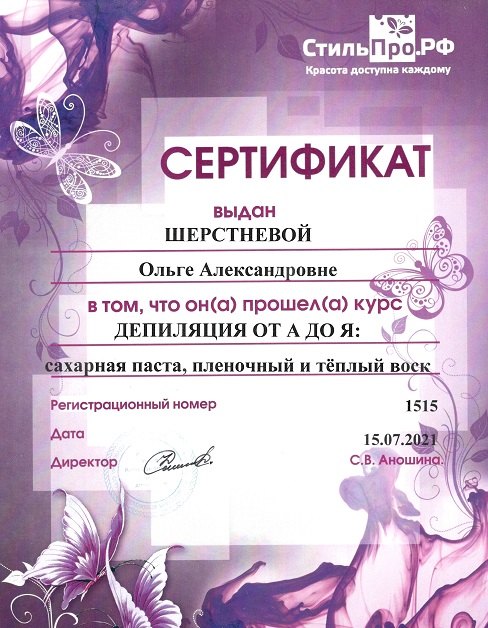 СтильПро.РФ
Красота доступна каждому
СЕРТИФИКАТ
выдан
ШЕРСТНЕВОЙ
Ольге Александровне
в том, что он(а) прошел(а) курс
ДЕПИЛЯЦИЯ ОТ А ДО Я:
сахарная паста, пленочный и тёплый воск
Регистрационный номер 1515
Дата 15.07.2021
Директор С.В. Аношина.